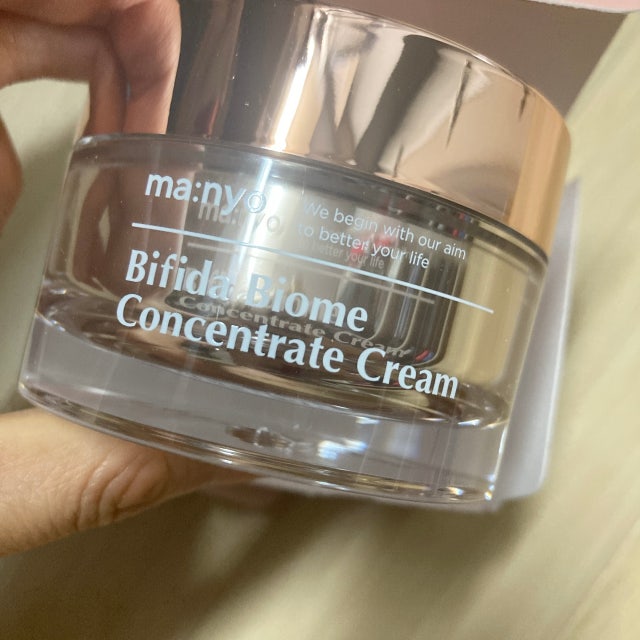 ma:nyo
We begin with our aim
to better your life
Bifida Biome
Concentrate Cream